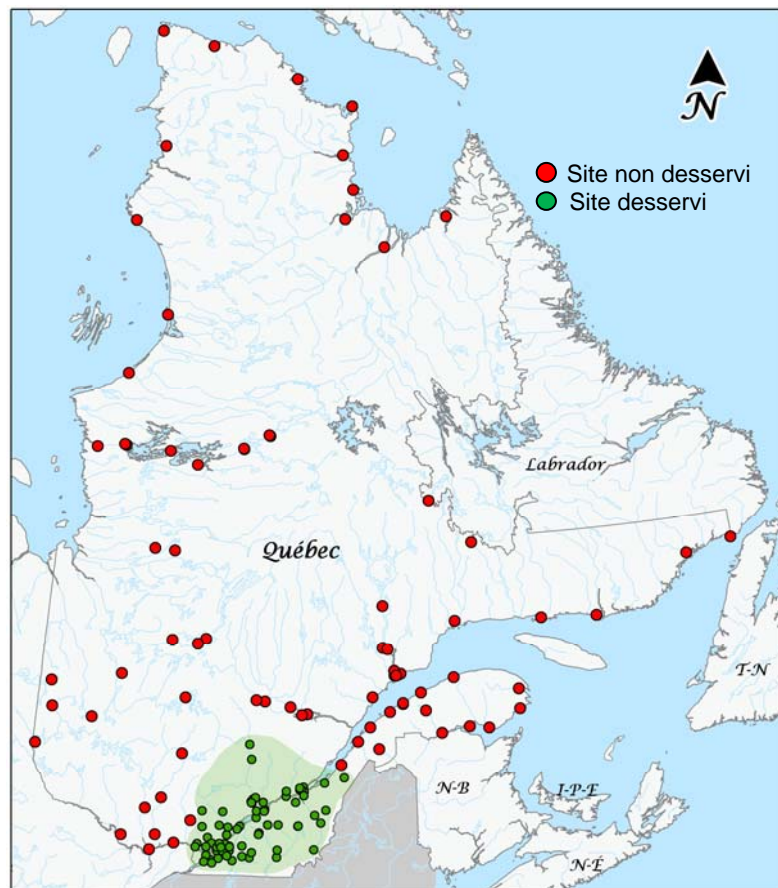 N
Site non desservi
Site desservi
Labrador
Québec
T-N
N-B
I-P-E
N-É